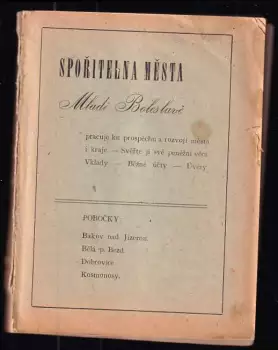 SPOŘITELNA MĚSTA
Mladé Boleslavě
pracuje ku prospěchu a rozvoji města
i kraje — Svěřte jí své peněžní věci
Vklady — Běžné účty — Úvěry
POBOČKY:
Bakov nad Jizerou
Bělá p. Bezd.
Dobrovice
Kosmonosy.